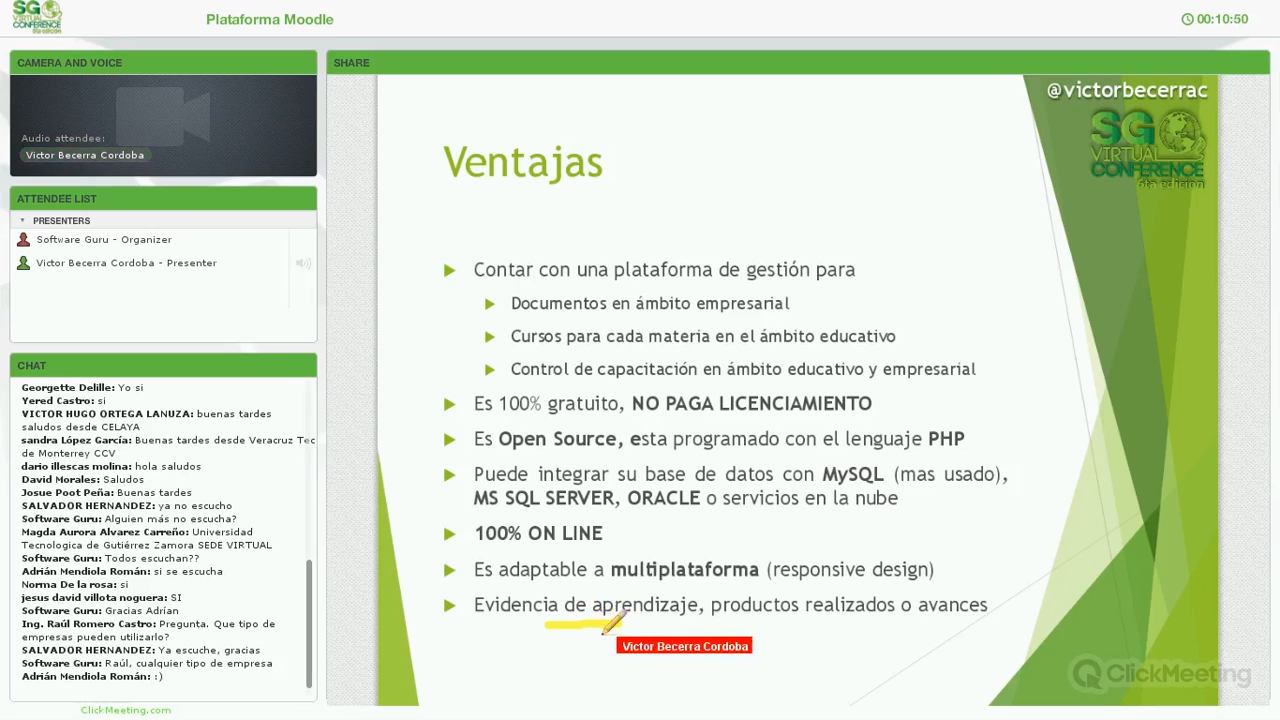 SG
VIRTUAL
CONFERENCE
6ta edición
Plataforma Moodle
00:10:50
CAMERA AND VOICE
Audio attendee:
Victor Becerra Cordoba
ATTENDEE LIST
PRESENTERS
Software Guru - Organizer
Victor Becerra Cordoba - Presenter
CHAT
Georgette Delille: Yo si
Yered Castro: si
VICTOR HUGO ORTEGA LANUZA: buenas tardes
saludos desde CELAYA
sandra López García: Buenas tardes desde Veracruz Tec
de Monterrey CCV
dario illescas molina: hola saludos
David Morales: Saludos
Josue Poot Peña: Buenas tardes
SALVADOR HERNANDEZ: ya no escucho
Software Guru: Alguien más no escucha?
Magda Aurora Alvarez Carreño: Universidad
Tecnologica de Gutiérrez Zamora SEDE VIRTUAL
Software Guru: Todos escuchan??
Adrián Mendiola Román: si se escucha
Norma De la rosa: si
jesus david villota noguera: SI
Software Guru: Gracias Adrían
Ing. Raúl Romero Castro: Pregunta. Que tipo de
empresas pueden utilizarlo?
SALVADOR HERNANDEZ: Ya escuche, gracias
Software Guru: Raúl, cualquier tipo de empresa
Adrián Mendiola Román: :)
ClickMeeting.com
SHARE
@victorbecerrac
SG
VIRTUAL
CONFERENCE
6ta edición
Ventajas
Contar con una plataforma de gestión para
Documentos en ámbito empresarial
Cursos para cada materia en el ámbito educativo
Control de capacitación en ámbito educativo y empresarial
Es 100% gratuito, NO PAGA LICENCIAMIENTO
Es Open Source, esta programado con el lenguaje PHP
Puede integrar su base de datos con MySQL (mas usado),
MS SQL SERVER, ORACLE o servicios en la nube
100% ON LINE
Es adaptable a multiplataforma (responsive design)
Evidencia de aprendizaje, productos realizados o avances
Victor Becerra Cordoba
ClickMeeting